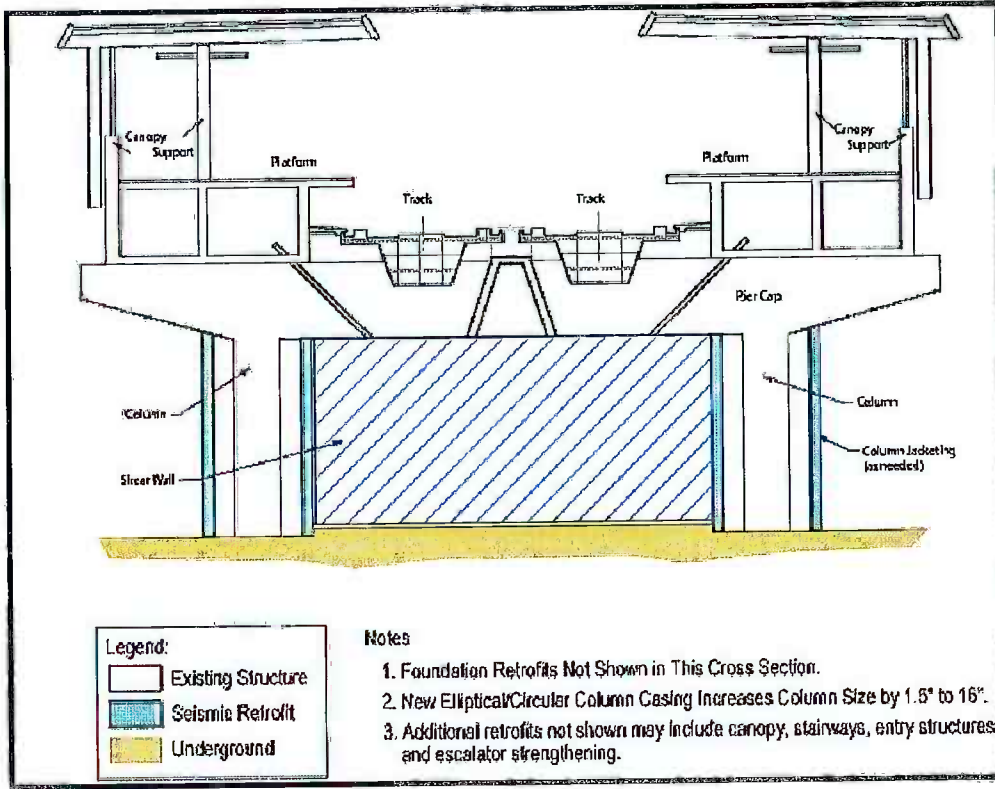 Canopy
Support
Canopy
Support
Platform
Platform
Track
Track
Pier Cap
Column
Column
Shear Wall
Column Jacketing
(as needed)
Legend:
Existing Structure
Seismic Retrofit
Underground
Notes
1. Foundation Retrofits Not Shown in This Cross Section.
2. New Elliptical/Circular Column Casing Increases Column Size by 1.5" to 16".
3. Additional retrofits not shown may include canopy, stairways, entry structures
and escalator strengthening.